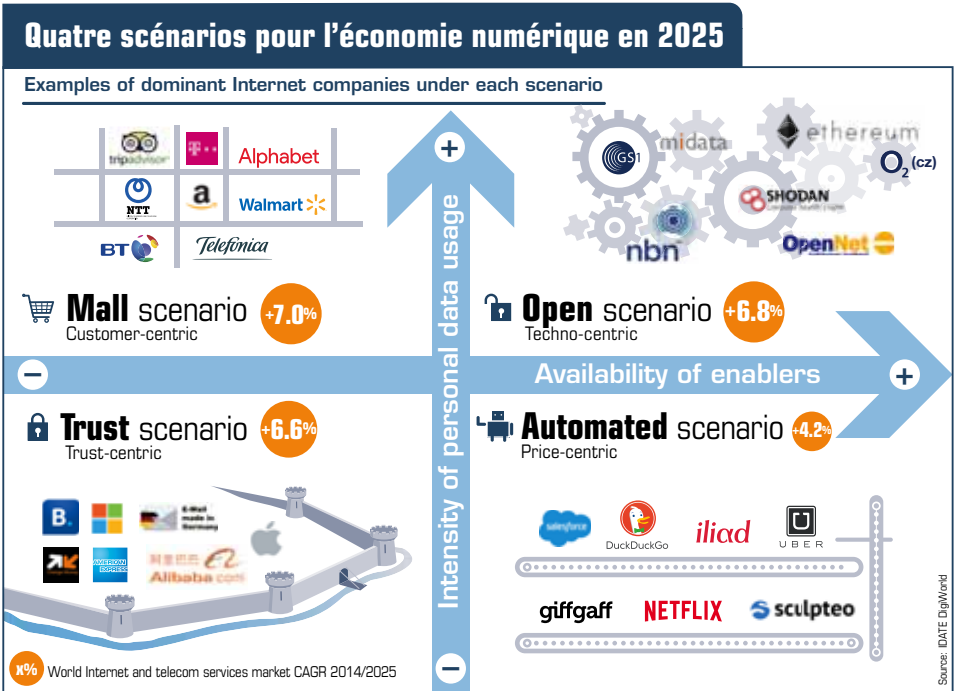 Quatre scénarios pour l'économie numérique en 2025
Examples of dominant Internet companies under each scenario
tripadvisor
T
Alphabet
NTT
a
Walmart
BT
Telefónica
Mall scenario
+7.0%
Customer-centric
GS1
midata
ethereum
O2 (cz)
SHODAN
nbn
OpenNet
Open scenario
+6.8%
Techno-centric
Intensity of personal data usage
+
−
−
Availability of enablers
+
Trust scenario
+6.6%
Trust-centric
B.
E-Mail
made in
Germany
AMERICAN
EXPRESS
Alibaba.com
Automated scenario
+4.2%
Price-centric
salesforce
DuckDuckGo
iliad
U
UBER
giffgaff
NETFLIX
sculpteo
x% World Internet and telecom services market CAGR 2014/2025
Source: IDATE DigiWorld